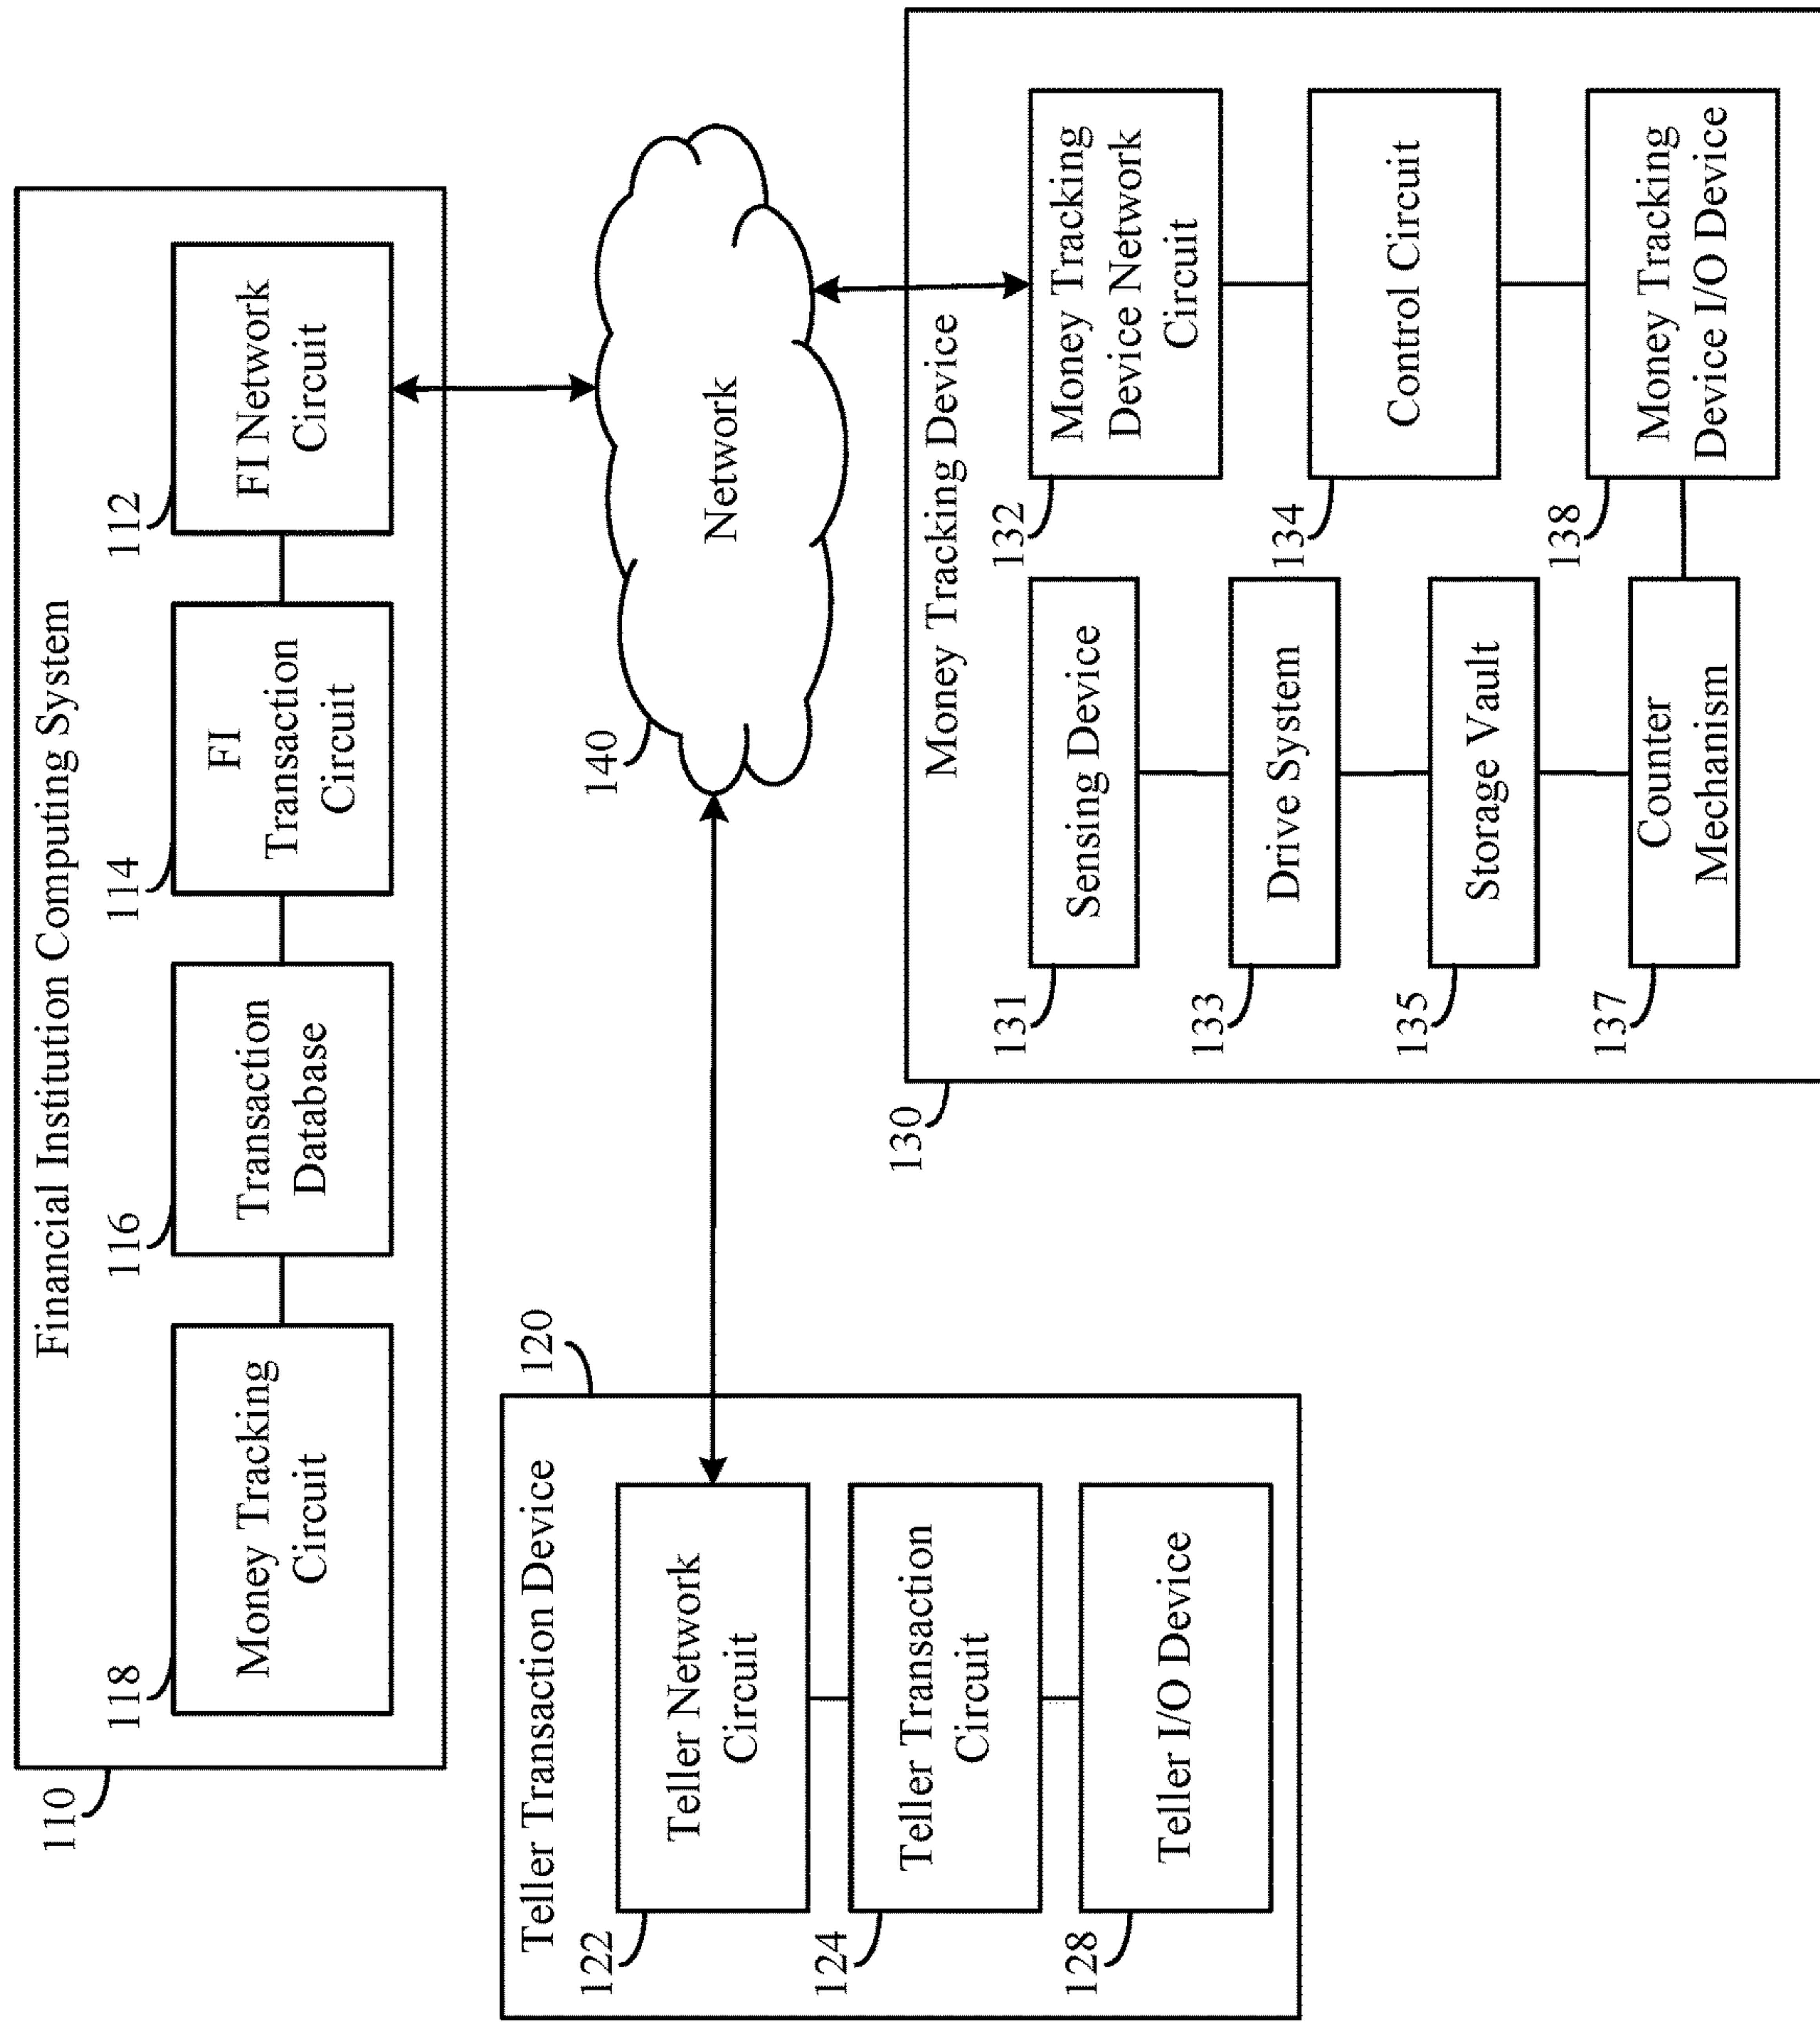 Financial Institution Computing System
110
118
Money Tracking
Circuit
116
Transaction
Database
114
FI
Transaction
Circuit
112
FI Network
Circuit
Teller Transaction Device
120
122
Teller Network
Circuit
124
Teller Transaction
Circuit
128
Teller I/O Device
140
Network
130
Money Tracking Device
131
Sensing Device
133
Drive System
135
Storage Vault
137
Counter
Mechanism
132
Money Tracking
Device Network
Circuit
134
Control Circuit
138
Money Tracking
Device I/O Device